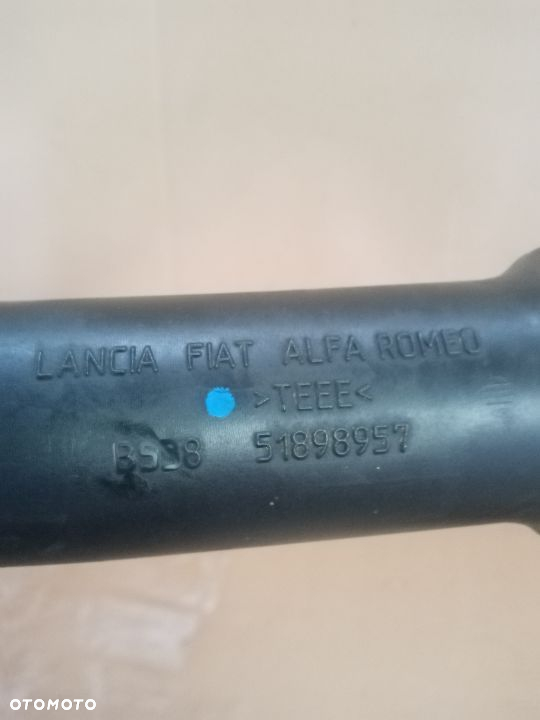 LANCIA FIAT ALFA ROMEO
>TEEE<
51898957
OTOMOTO